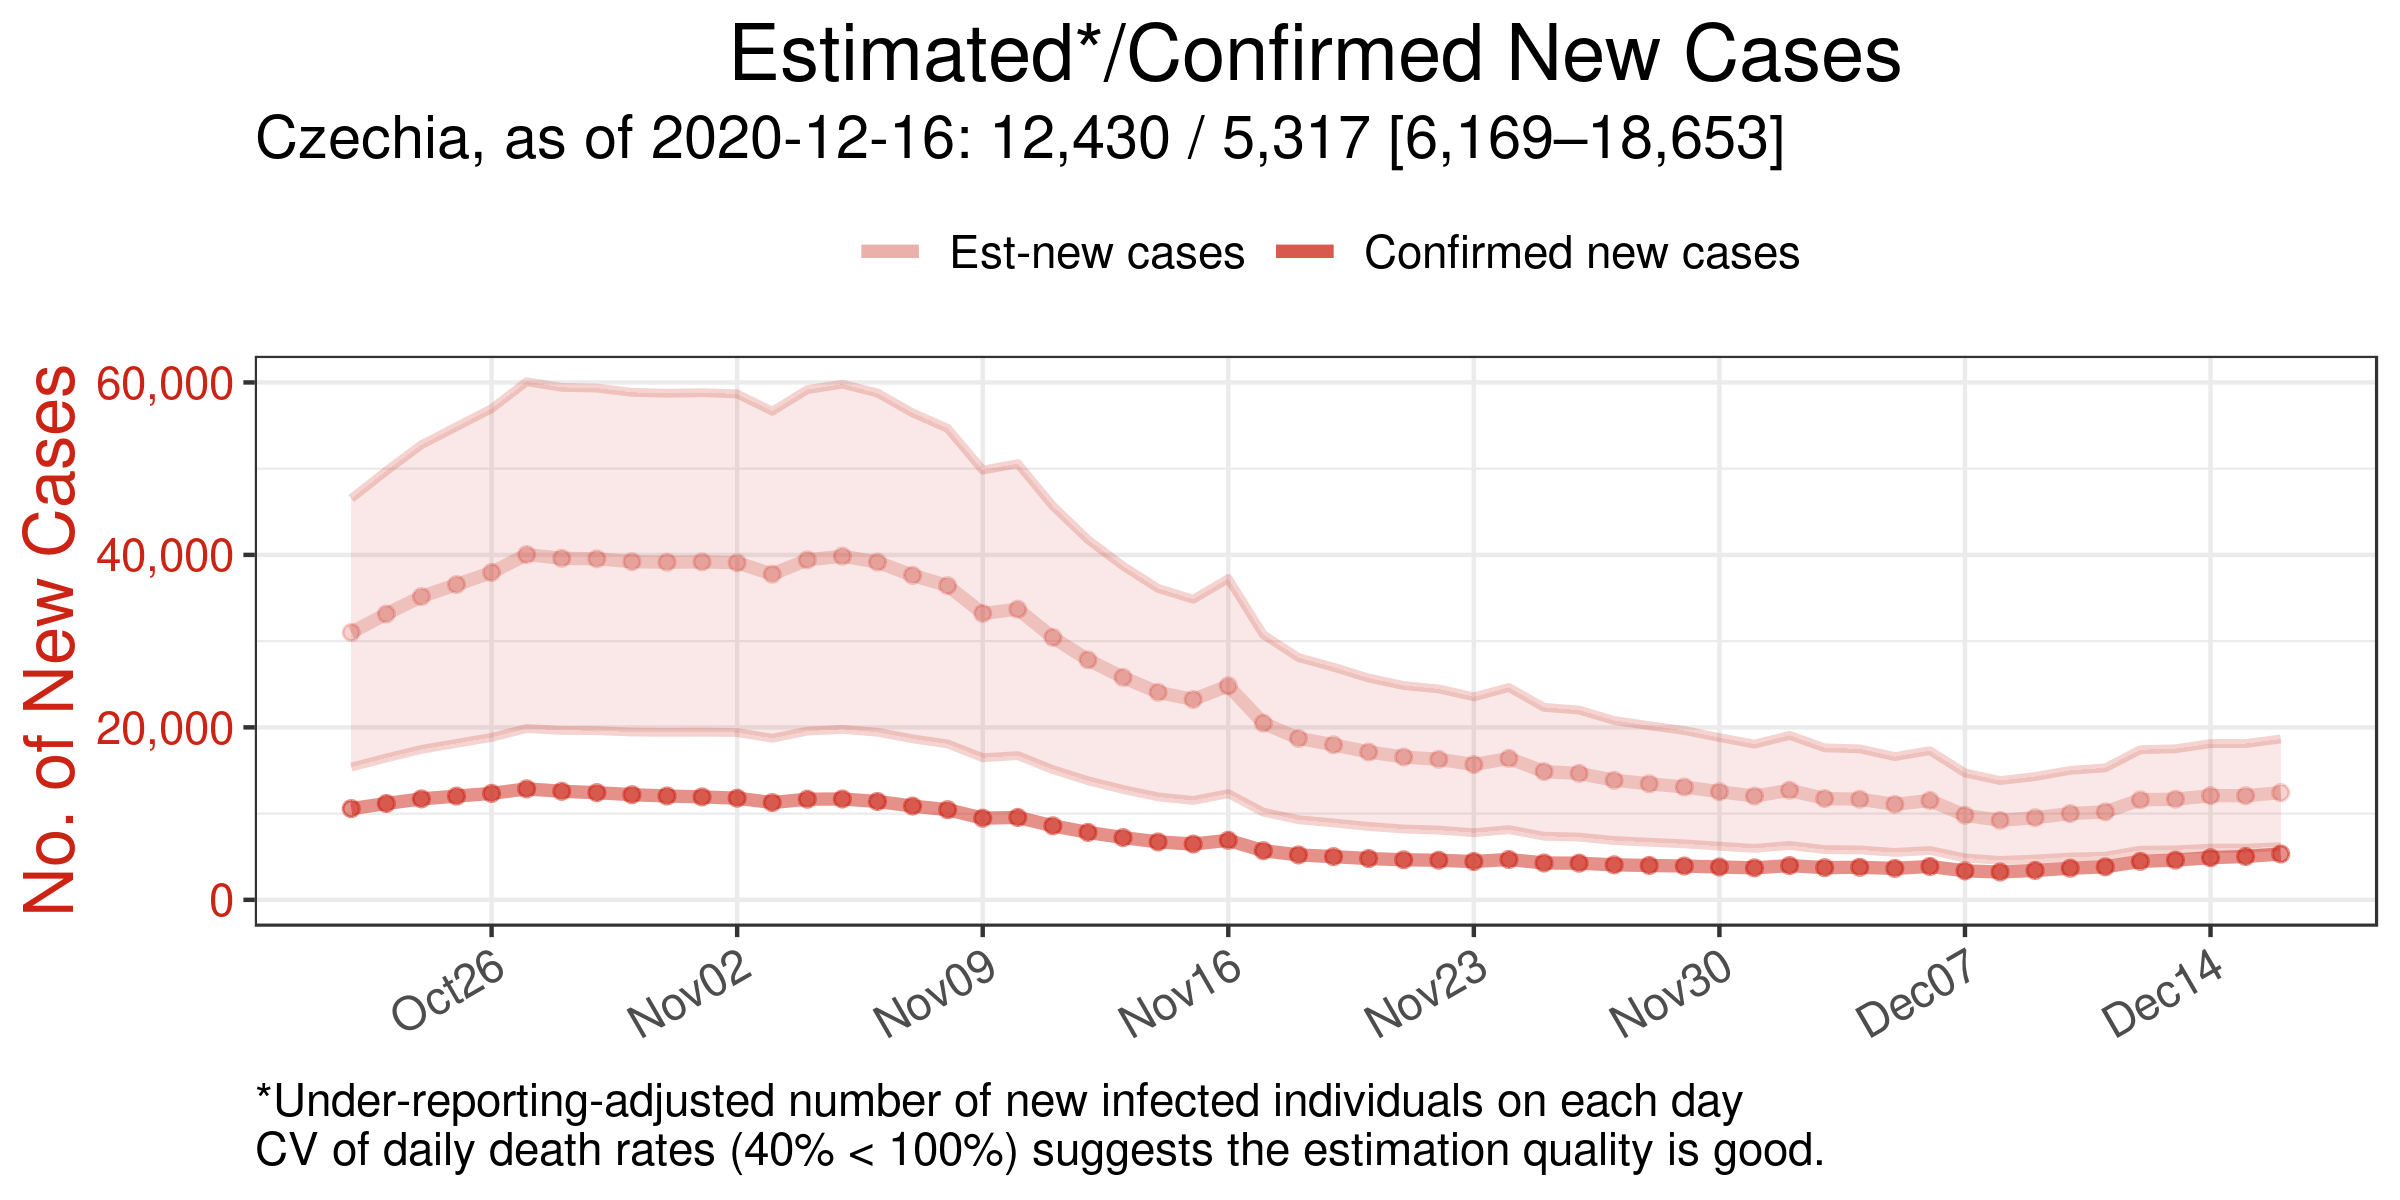 Estimated*/Confirmed New Cases
Czechia, as of 2020-12-16: 12,430 / 5,317 [6,169–18,653]
Est-new cases
Confirmed new cases
No. of New Cases
60,000
40,000
20,000
0
Oct26
Nov02
Nov09
Nov16
Nov23
Nov30
Dec07
Dec14
*Under-reporting-adjusted number of new infected individuals on each day
CV of daily death rates (40% < 100%) suggests the estimation quality is good.